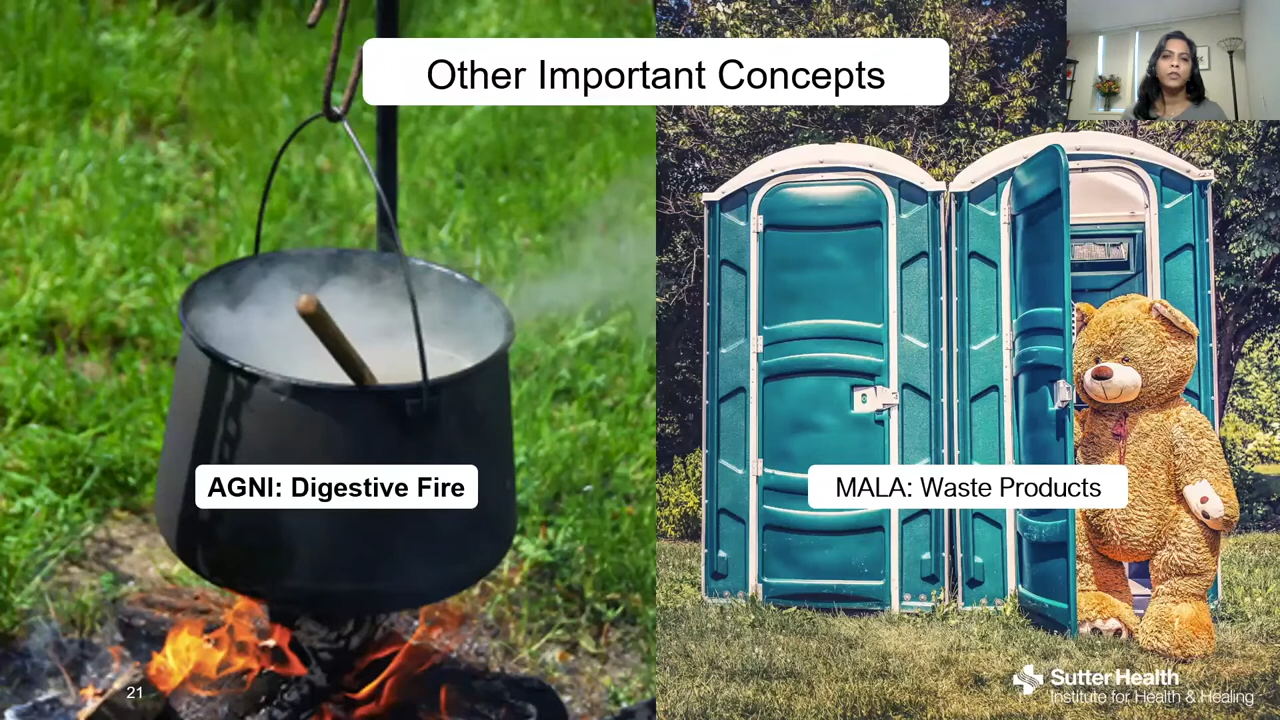 Other Important Concepts
AGNI: Digestive Fire
MALA: Waste Products
21
Sutter Health
Institute for Health & Healing